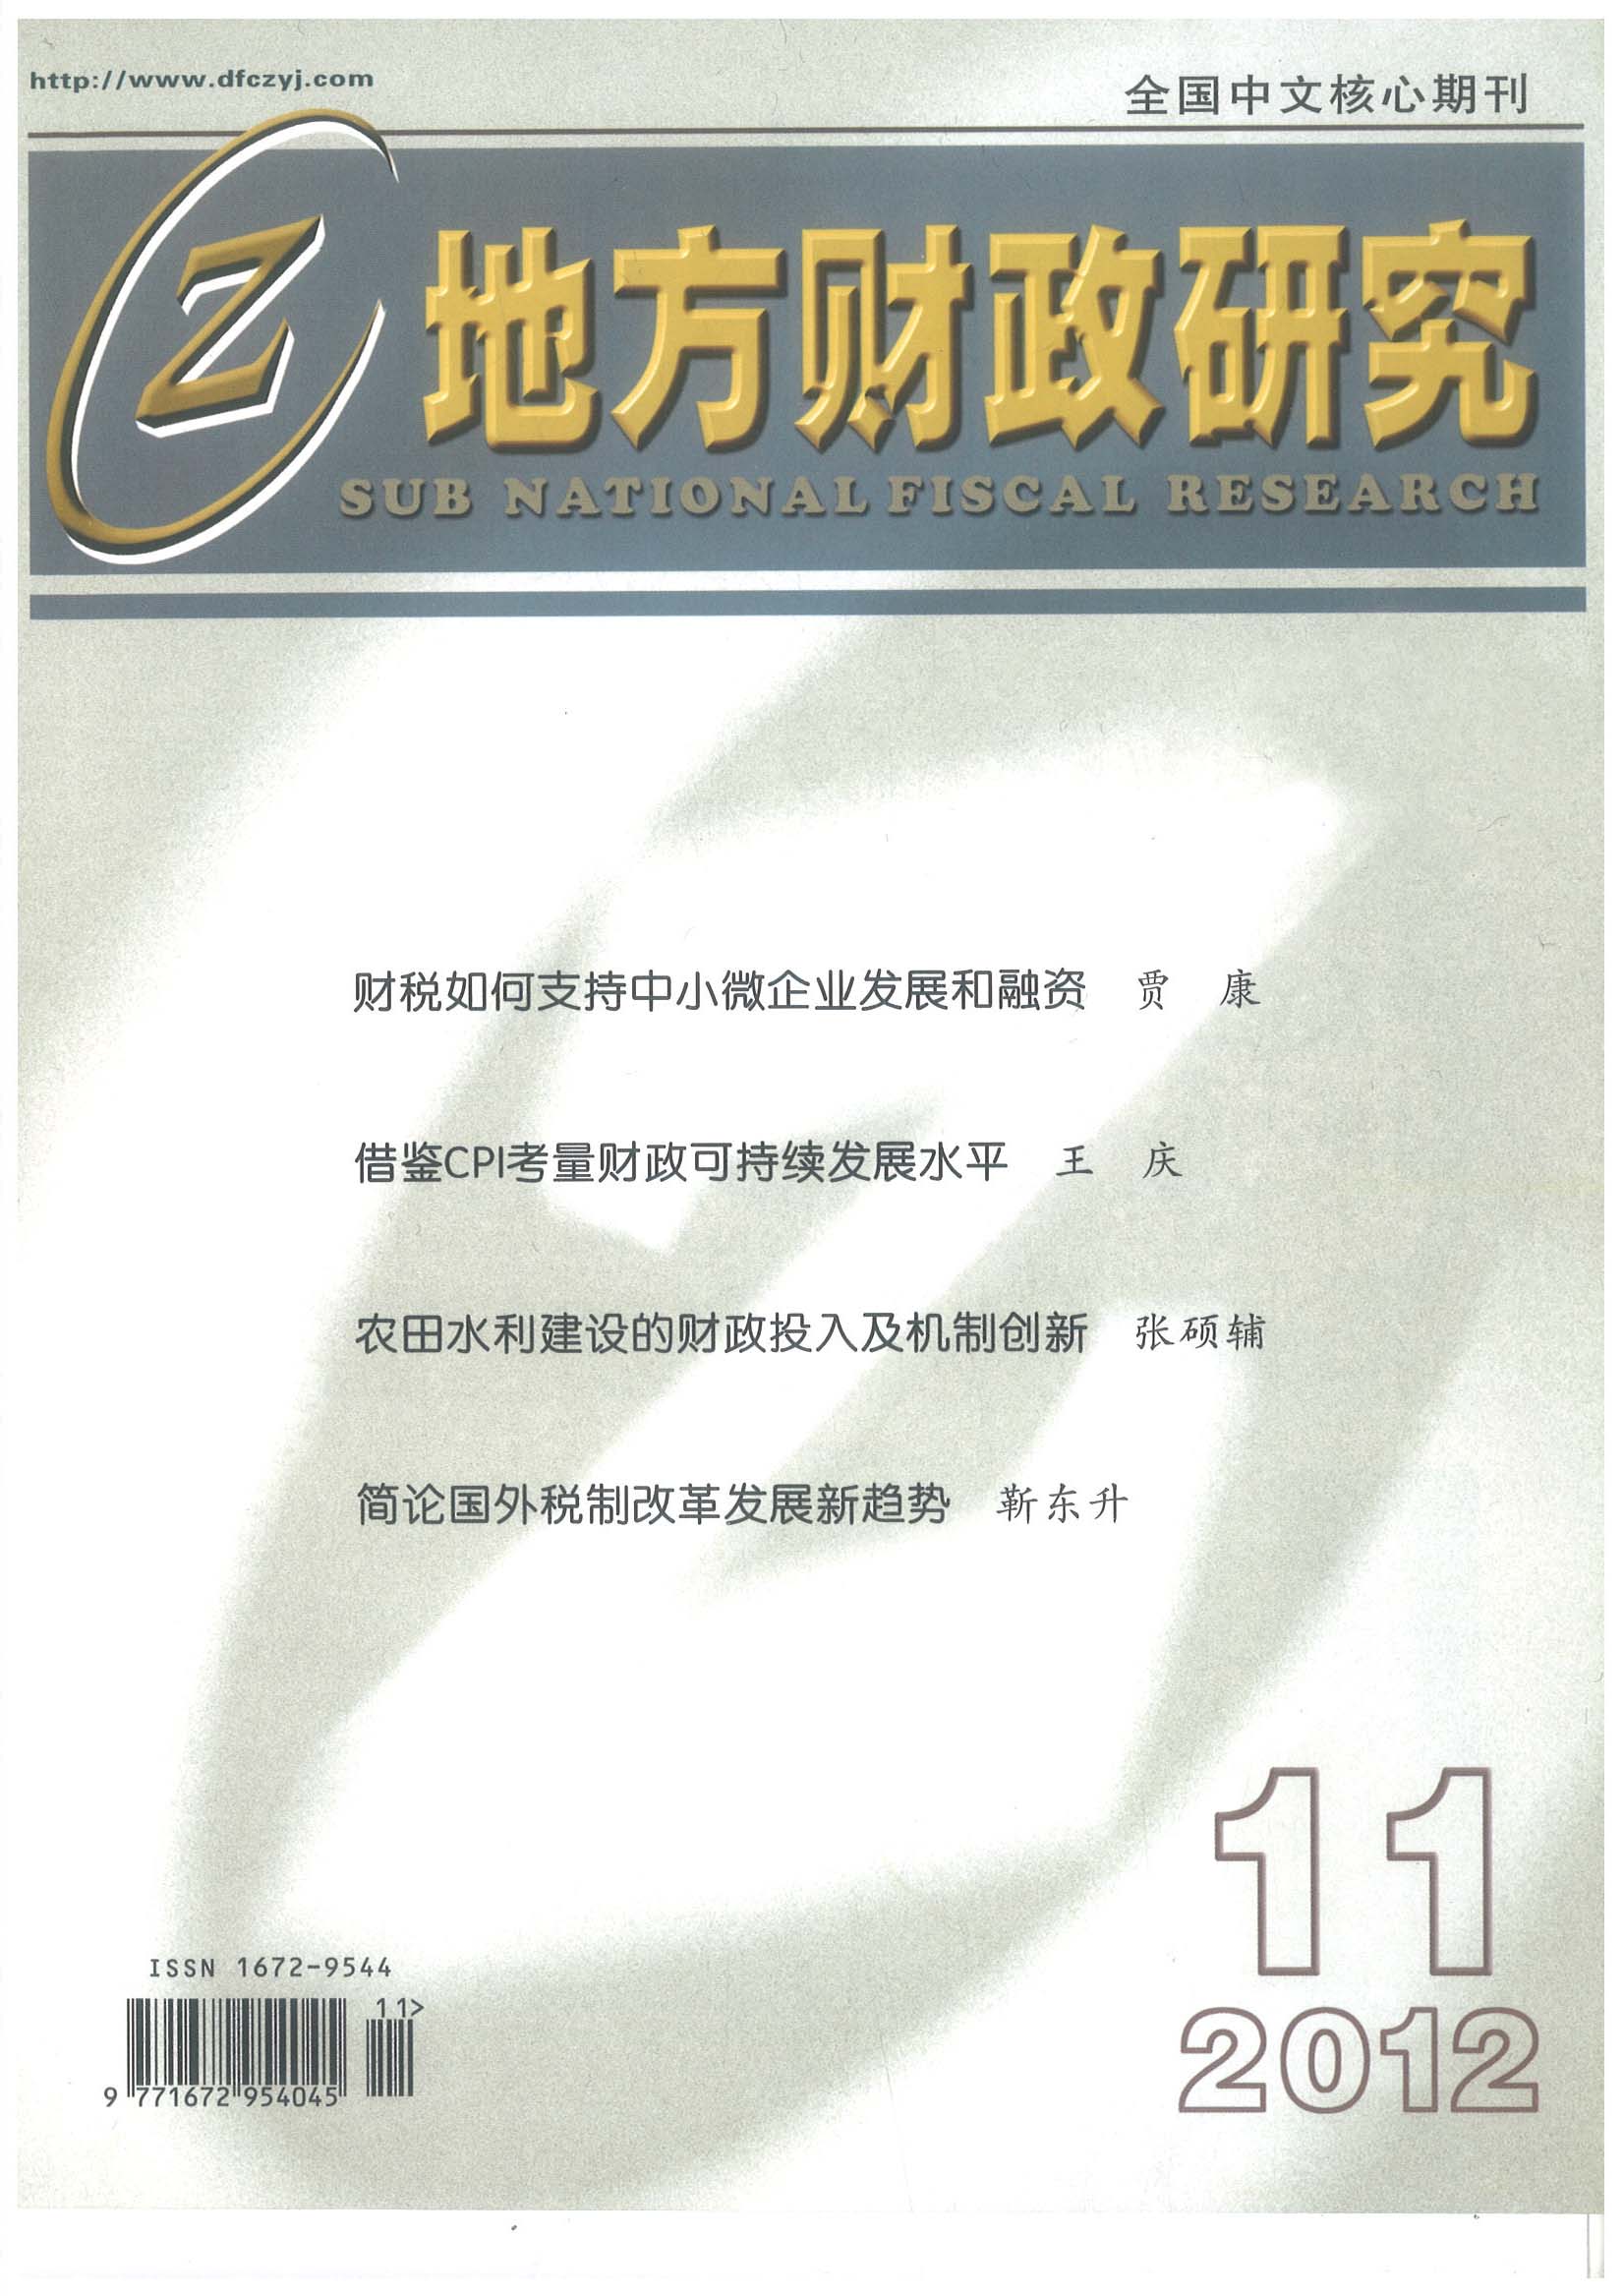 http://www.dfczyj.com
全国中文核心期刊
CZ
地方财政研究
SUB NATIONAL FISCAL RESEARCH
财税如何支持中小微企业发展和融资 贾 康
借鉴CPI考量财政可持续发展水平 王 庆
农田水利建设的财政投入及机制创新 张硕辅
简论国外税制改革发展新趋势 靳东升
11
2012
ISSN 1672-9544
11>
9 771672 954045